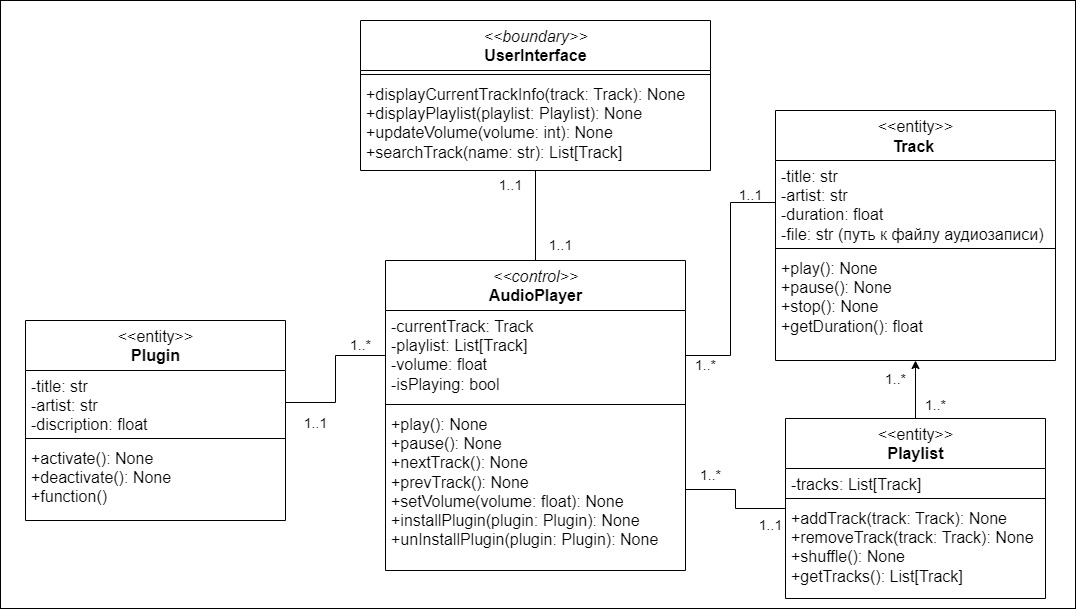 <<boundary>>
UserInterface
+displayCurrentTrackInfo(track: Track): None
+displayPlaylist(playlist: Playlist): None
+updateVolume(volume: int): None
+searchTrack(name: str): List[Track]
1..1
1..1
<<control>>
AudioPlayer
-currentTrack: Track
-playlist: List[Track]
-volume: float
-isPlaying: bool
+play(): None
+pause(): None
+nextTrack(): None
+prevTrack(): None
+setVolume(volume: float): None
+installPlugin(plugin: Plugin): None
+unInstallPlugin(plugin: Plugin): None
<<entity>>
Plugin
-title: str
-artist: str
-discription: float
+activate(): None
+deactivate(): None
+function()
1..*
1..1
<<entity>>
Track
-title: str
-artist: str
-duration: float
-file: str (путь к файлу аудиозаписи)
+play(): None
+pause(): None
+stop(): None
+getDuration(): float
1..1
1..*
1..*
1..*
<<entity>>
Playlist
-tracks: List[Track]
+addTrack(track: Track): None
+removeTrack(track: Track): None
+shuffle(): None
+getTracks(): List[Track]
1..*
1..1